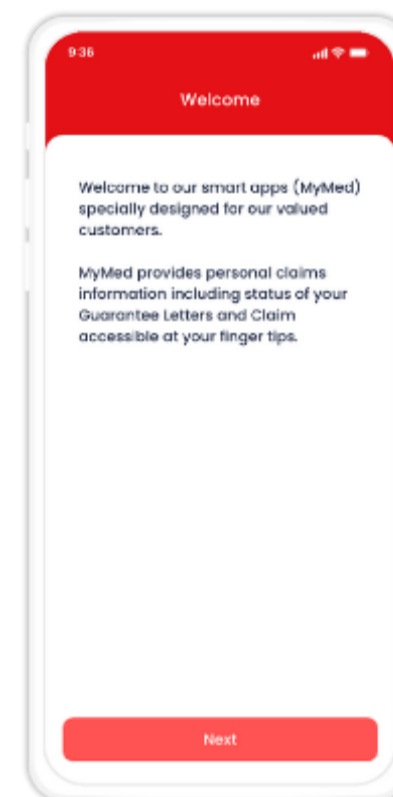 9:36
Welcome
Welcome to our smart apps (MyMed)
specially designed for our valued
customers.
MyMed provides personal claims
information including status of your
Guarantee Letters and Claim
accessible at your finger tips.
Next